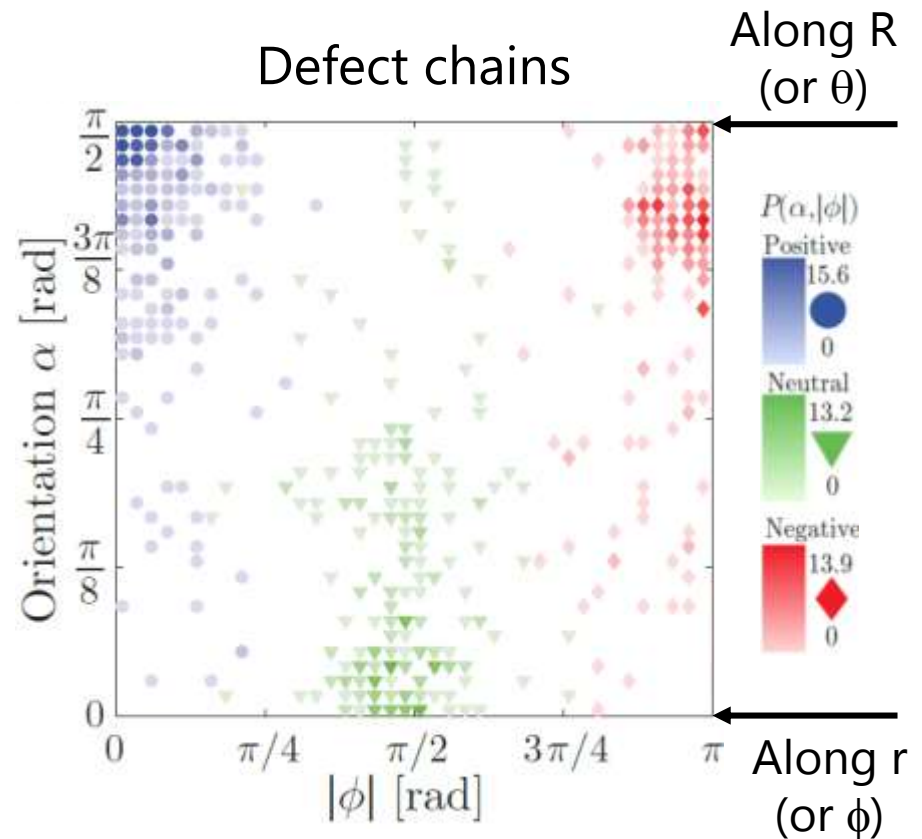 Defect chains
Along R
(or θ)
π/2
3π/8
π/4
π/8
0
Orientation α [rad]
0
π/4
π/2
3π/4
π
|ϕ| [rad]
P(α,|ϕ|)
Positive
15.6
0
Neutral
13.2
0
Negative
13.9
0
Along r
(or ϕ)